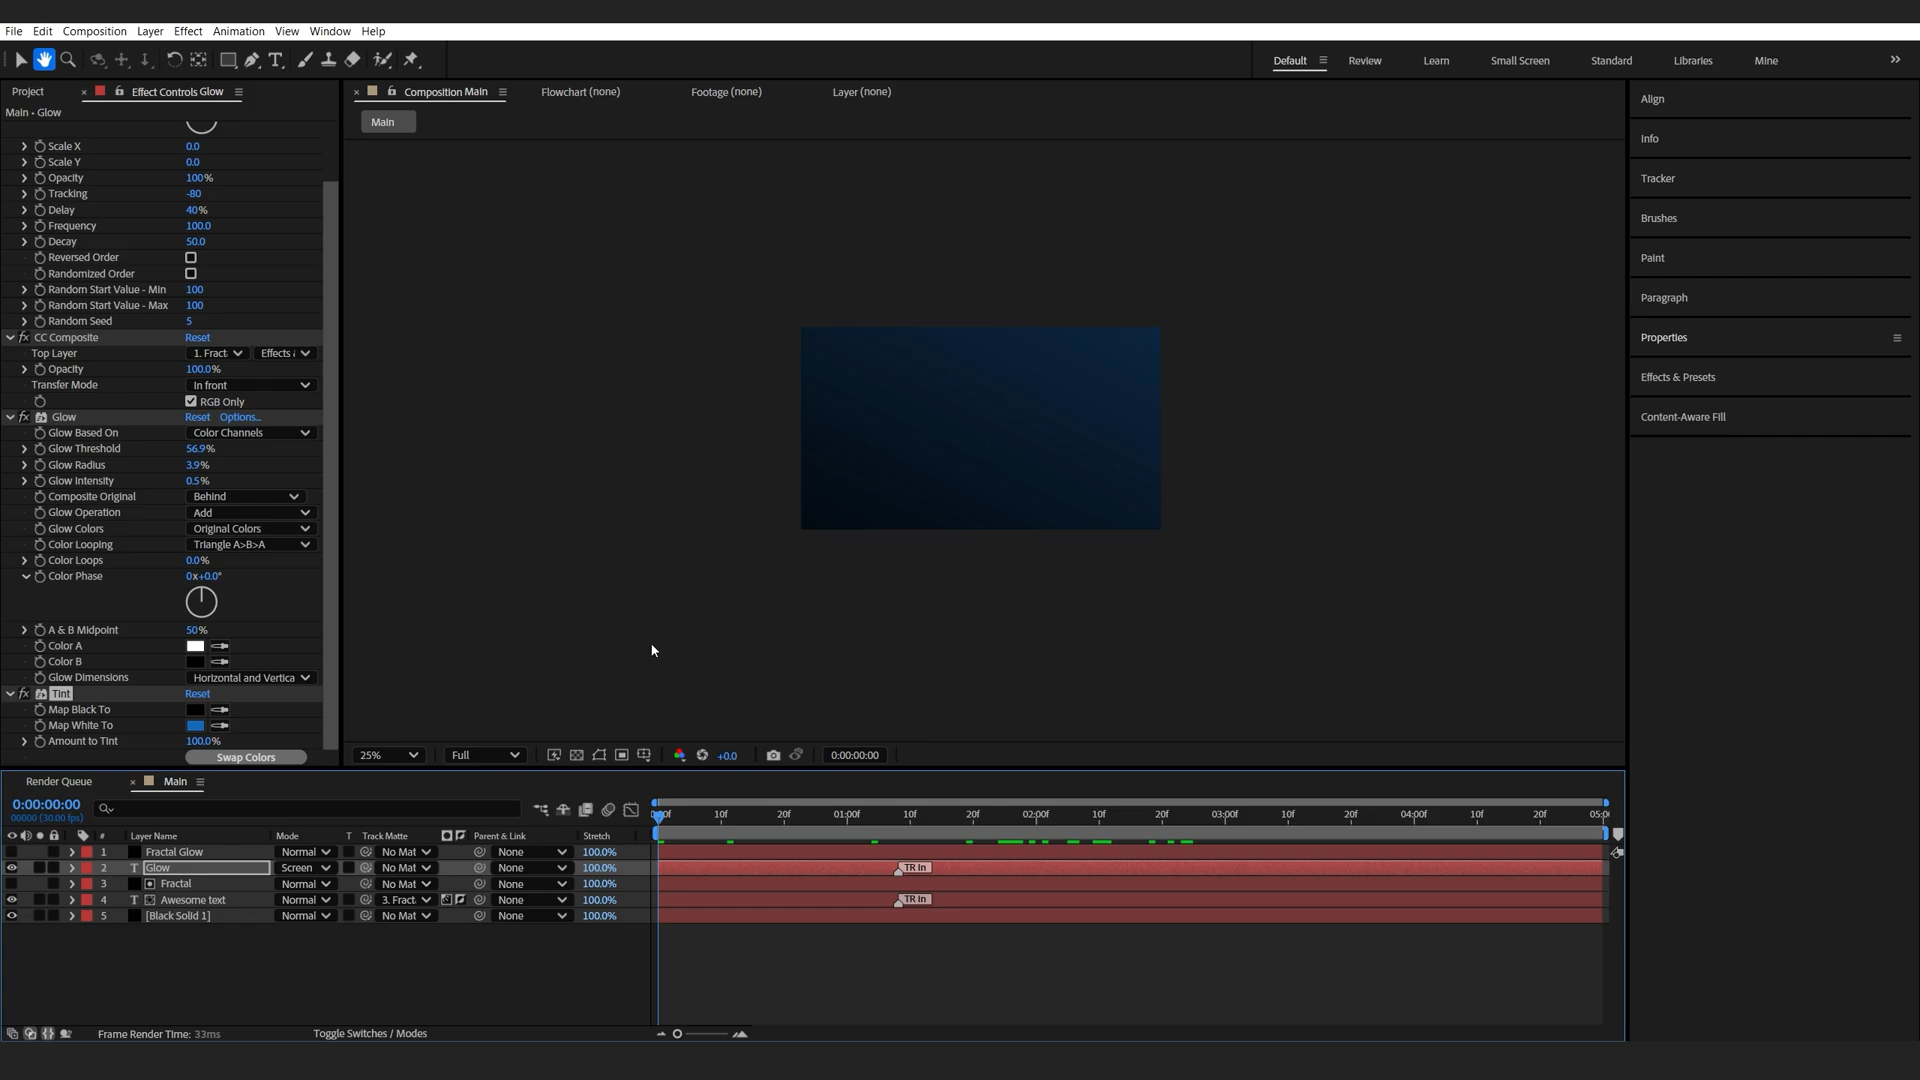 File Edit Composition Layer Effect Animation View Window Help
Default Review Learn Small Screen Standard Libraries Mine
Project Effect Controls Glow
Main • Glow
Scale X 0.0
Scale Y 0.0
Opacity 100%
Tracking -80
Delay 40%
Frequency 100.0
Decay 50.0
Reversed Order
Randomized Order
Random Start Value - Min 100
Random Start Value - Max 100
Random Seed 5
fx CC Composite Reset
Top Layer 1. Fract Effects
Opacity 100.0%
Transfer Mode In front
RGB Only
fx Glow Reset Options...
Glow Based On Color Channels
Glow Threshold 56.9%
Glow Radius 3.9%
Glow Intensity 0.5%
Composite Original Behind
Glow Operation Add
Glow Colors Original Colors
Color Looping Triangle A>B>A
Color Loops 0.0%
Color Phase 0x+0.0°
A & B Midpoint 50%
Color A
Color B
Glow Dimensions Horizontal and Vertica
fx Tint Reset
Map Black To
Map White To
Amount to Tint 100.0%
Swap Colors
Composition Main Flowchart (none) Footage (none) Layer (none)
Main
25% Full +0.0 0:00:00:00
Align
Info
Tracker
Brushes
Paint
Paragraph
Properties
Effects & Presets
Content-Aware Fill
Render Queue Main
0:00:00:00
00000 (30.00 fps)
# Layer Name Mode T Track Matte Parent & Link Stretch
1 Fractal Glow Normal No Mat None 100.0%
2 T Glow Screen No Mat None 100.0%
3 Fractal Normal No Mat None 100.0%
4 T Awesome text Normal 3. Fract None 100.0%
5 [Black Solid 1] Normal No Mat None 100.0%
10f 20f 01:00f 10f 20f 02:00f 10f 20f 03:00f 10f 20f 04:00f 10f 20f 05:0
TR In
TR In
Frame Render Time: 33ms Toggle Switches / Modes